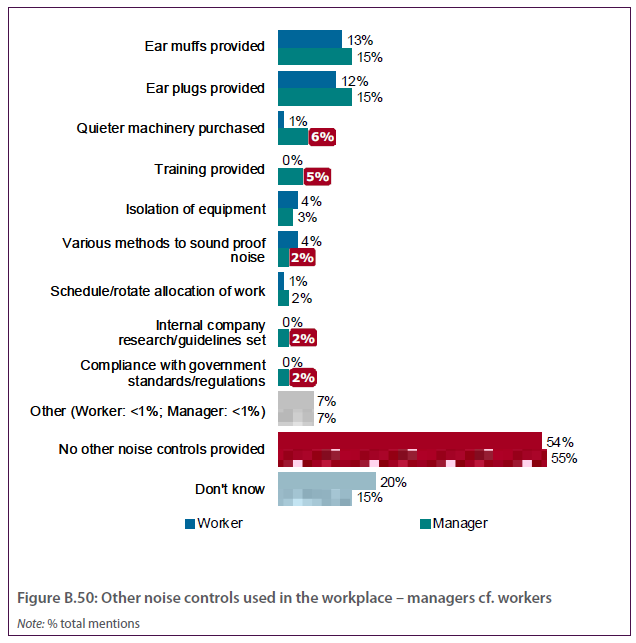 Ear muffs provided
13%
15%
Ear plugs provided
12%
15%
Quieter machinery purchased
1%
6%
Training provided
0%
5%
Isolation of equipment
4%
3%
Various methods to sound proof
noise
4%
2%
Schedule/rotate allocation of work
1%
2%
Internal company
research/guidelines set
0%
2%
Compliance with government
standards/regulations
0%
2%
Other (Worker: <1%; Manager: <1%)
7%
7%
No other noise controls provided
54%
55%
Don't know
20%
15%
Worker
Manager
Figure B.50: Other noise controls used in the workplace – managers cf. workers
Note: % total mentions